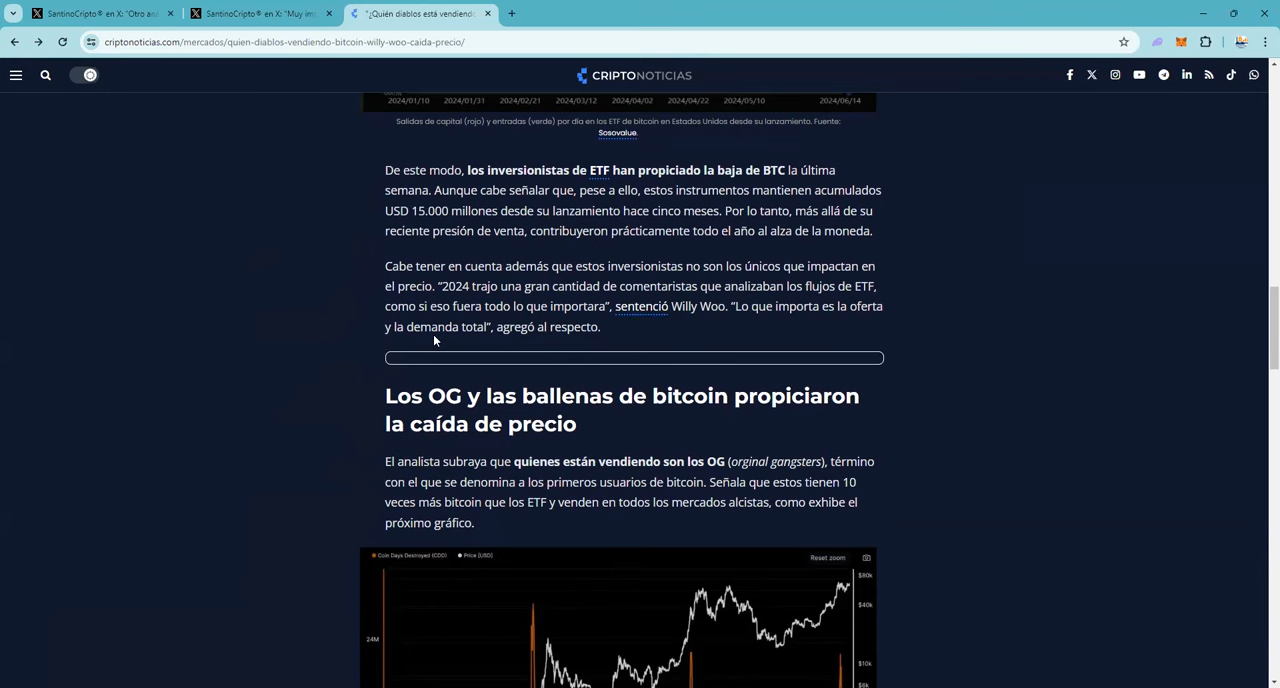 SantinoCripto® en X: "Otro an
SantinoCripto® en X: "Muy im
"¿Quién diablos está vendiendo
criptonoticias.com/mercados/quien-diablos-vendiendo-bitcoin-willy-woo-caida-precio/
CRIPTONOTICIAS
2024/01/10 2024/01/31 2024/02/21 2024/03/12 2024/04/02 2024/04/22 2024/05/10 2024/06/14
Salidas de capital (rojo) y entradas (verde) por día en los ETF de bitcoin en Estados Unidos desde su lanzamiento. Fuente:
Sosovalue.
De este modo, los inversionistas de ETF han propiciado la baja de BTC la última
semana. Aunque cabe señalar que, pese a ello, estos instrumentos mantienen acumulados
USD 15.000 millones desde su lanzamiento hace cinco meses. Por lo tanto, más allá de su
reciente presión de venta, contribuyeron prácticamente todo el año al alza de la moneda.
Cabe tener en cuenta además que estos inversionistas no son los únicos que impactan en
el precio. “2024 trajo una gran cantidad de comentaristas que analizaban los flujos de ETF,
como si eso fuera todo lo que importara”, sentenció Willy Woo. “Lo que importa es la oferta
y la demanda total”, agregó al respecto.
Los OG y las ballenas de bitcoin propiciaron
la caída de precio
El analista subraya que quienes están vendiendo son los OG (orginal gangsters), término
con el que se denomina a los primeros usuarios de bitcoin. Señala que estos tienen 10
veces más bitcoin que los ETF y venden en todos los mercados alcistas, como exhibe el
próximo gráfico.
Coin Days Destroyed (CDD) Price [USD] Reset zoom
$80k
$40k
24M
$10k
$6k